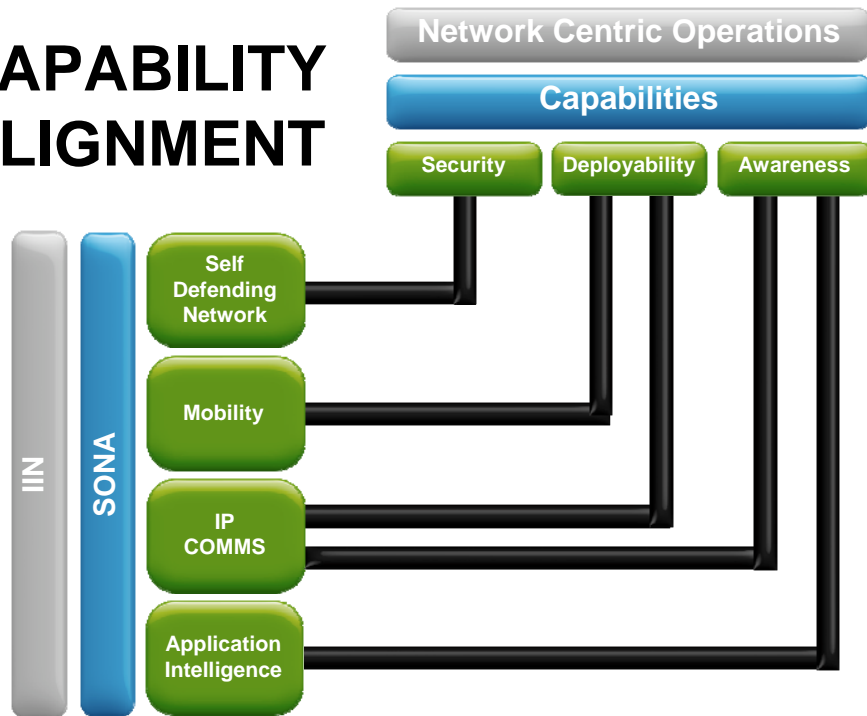 APABILITY
LIGNMENT
Network Centric Operations
Capabilities
Security
Deployability
Awareness
IIN
SONA
Self
Defending
Network
Mobility
IP
COMMS
Application
Intelligence